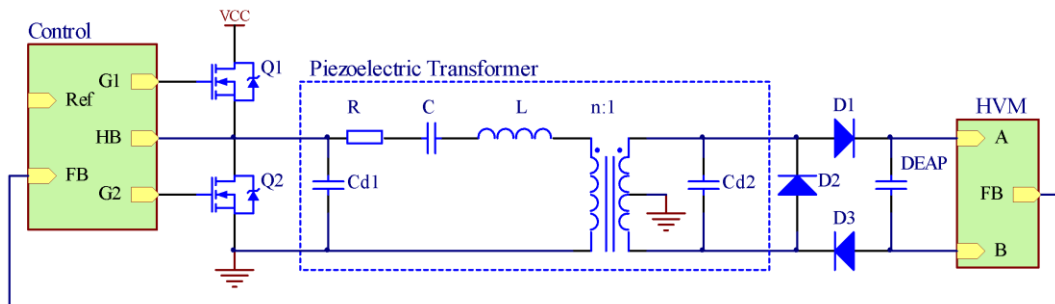 VCC
Control
Q1
G1
Piezoelectric Transformer
Ref
R
C
L
n:1
D1
HVM
HB
A
DEAP
FB
Q2
Cd1
Cd2
D2
FB
G2
D3
B